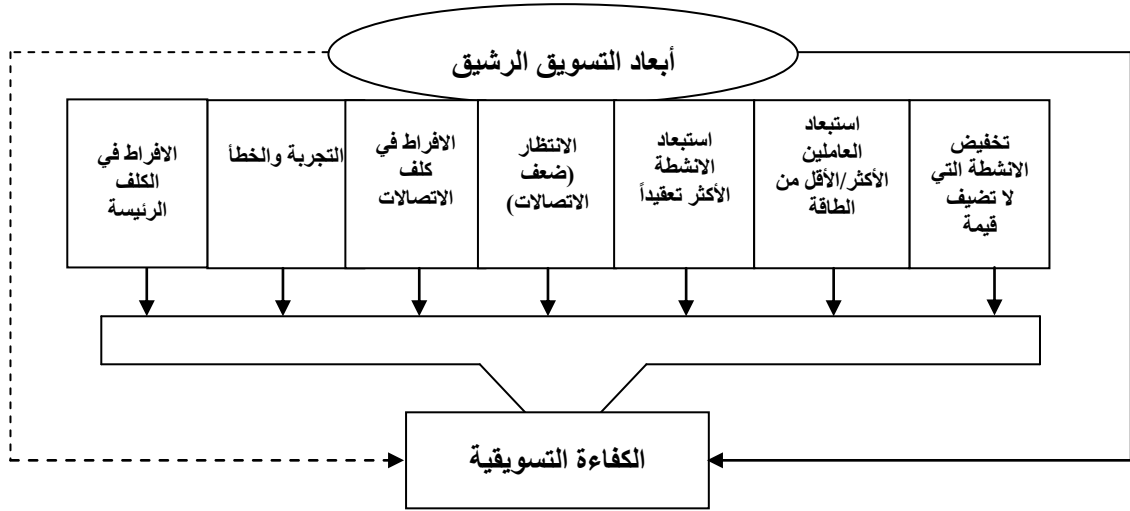 أبعاد التسويق الرشيق
تخفيض
الانشطة التي
لا تضيف
قيمة
استبعاد
العاملين
الأكثر/الأقل من
الطاقة
استبعاد
الانشطة
الأكثر تعقيداً
الانتظار
(ضعف
الاتصالات)
الافراط في
كلف
الاتصالات
التجربة والخطأ
الافراط في
الكلف
الرئيسة
الكفاءة التسويقية